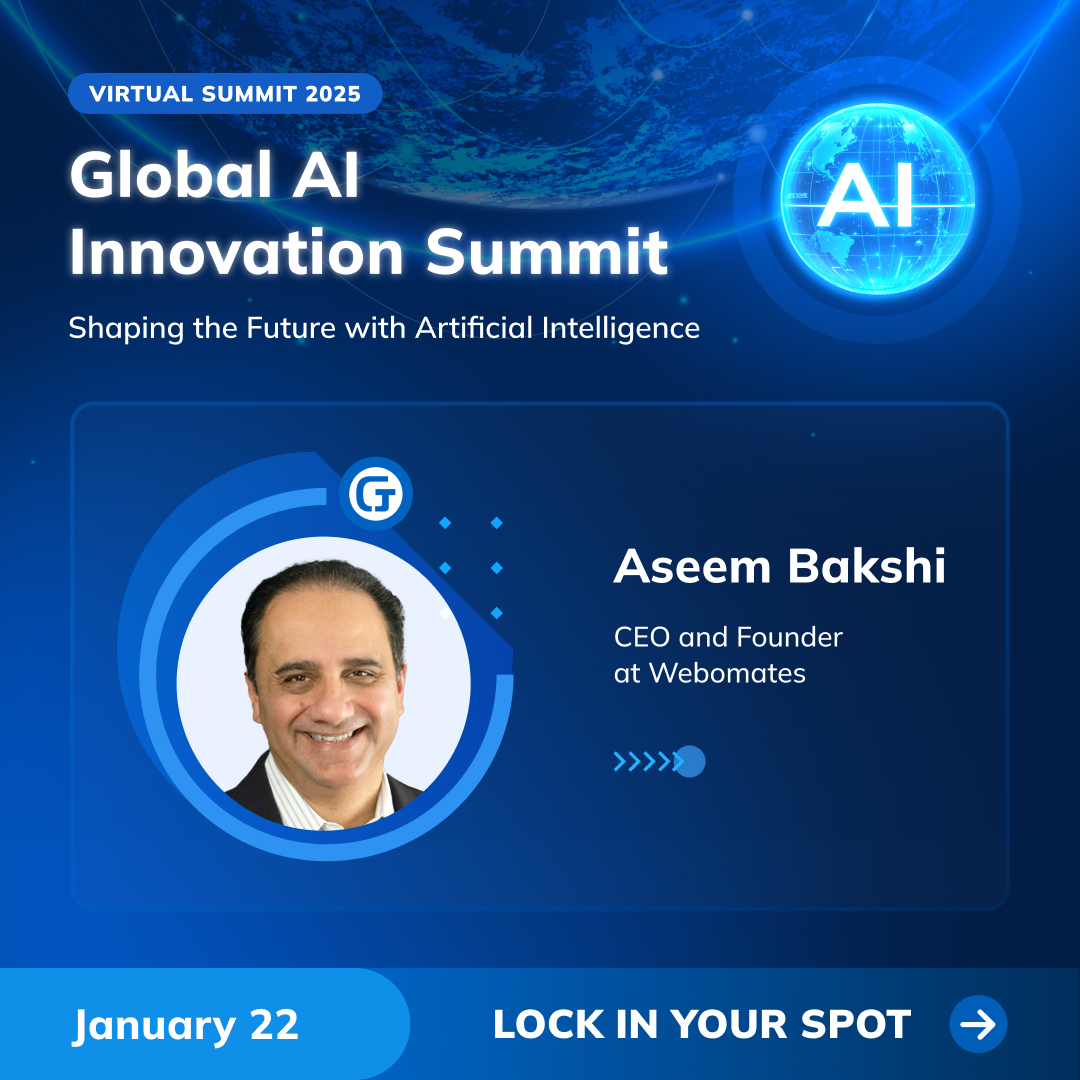 VIRTUAL SUMMIT 2025
Global AI
Innovation Summit
Shaping the Future with Artificial Intelligence
AI
Aseem Bakshi
CEO and Founder
at Webomates
January 22
LOCK IN YOUR SPOT